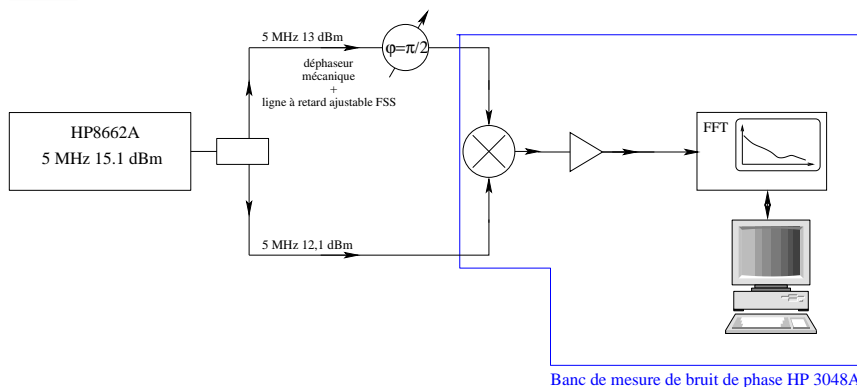 5 MHz 13 dBm
φ=π/2
déphaseur
mécanique
+
ligne à retard ajustable FSS
HP8662A
5 MHz 15.1 dBm
FFT
5 MHz 12,1 dBm
Banc de mesure de bruit de phase HP 3048A